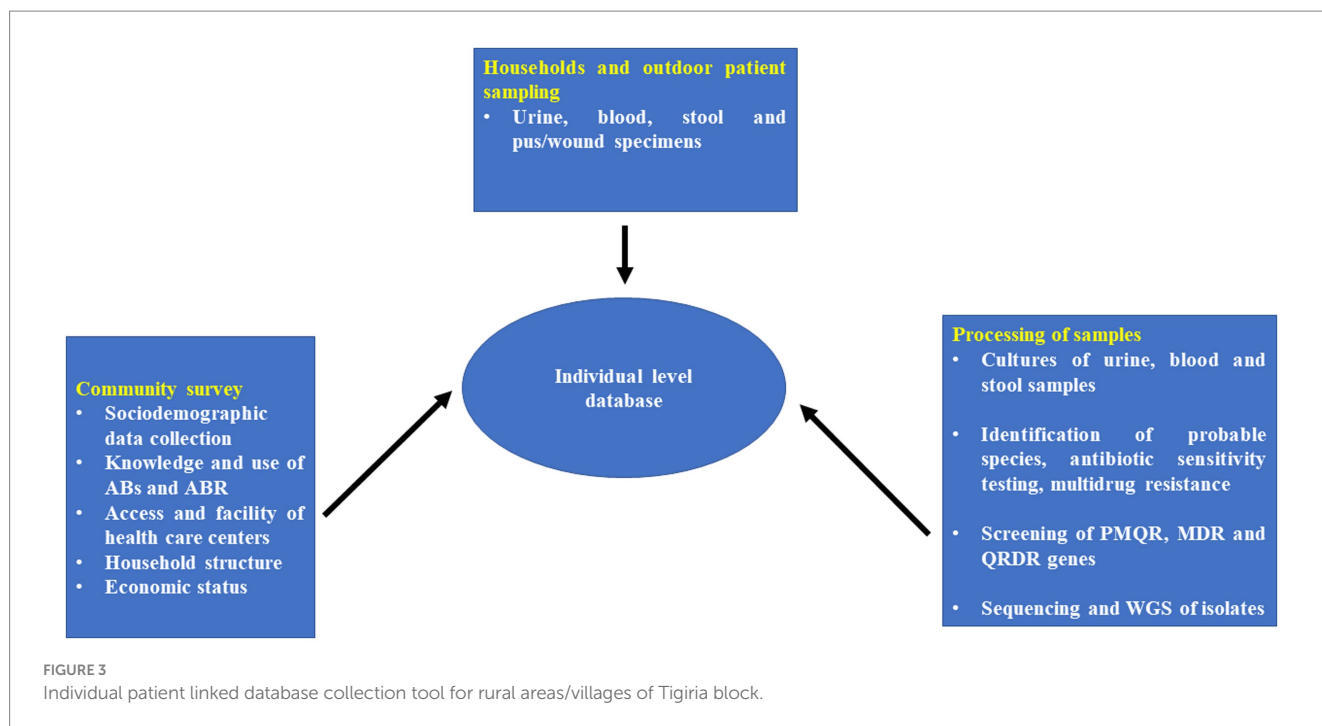 Households and outdoor patient
sampling
• Urine, blood, stool and
pus/wound specimens
Community survey
• Sociodemographic
data collection
• Knowledge and use of
ABs and ABR
• Access and facility of
health care centers
• Household structure
• Economic status
Individual level
database
Processing of samples
• Cultures of urine, blood and
stool samples
• Identification of probable
species, antibiotic sensitivity
testing, multidrug resistance
• Screening of PMQR, MDR and
QRDR genes
• Sequencing and WGS of isolates
FIGURE 3
Individual patient linked database collection tool for rural areas/villages of Tigiria block.